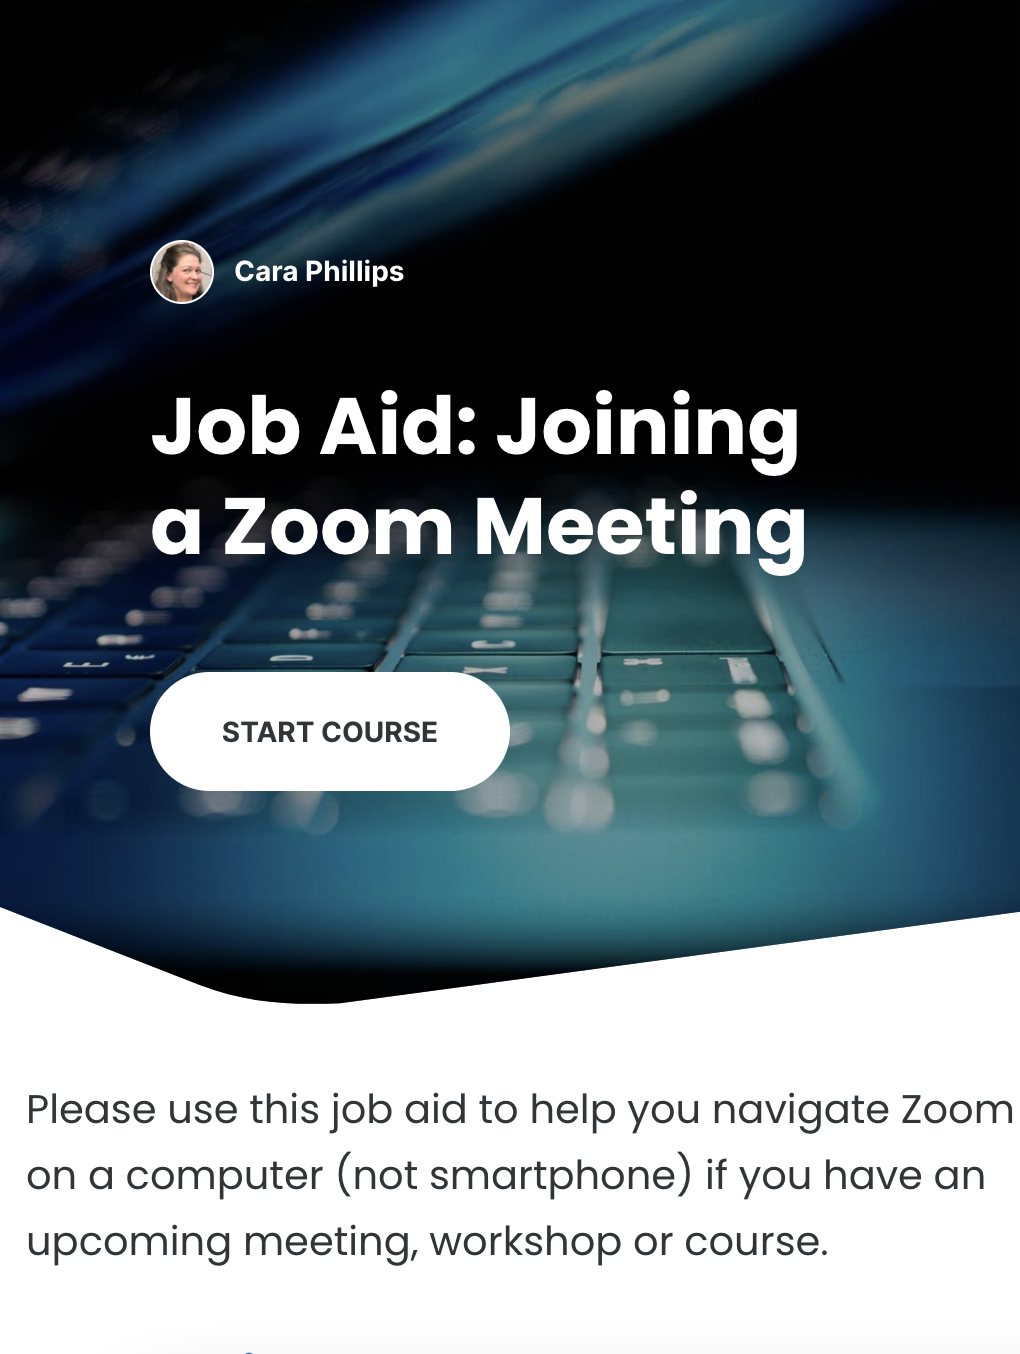 Cara Phillips
Job Aid: Joining
a Zoom Meeting
START COURSE
Please use this job aid to help you navigate Zoom
on a computer (not smartphone) if you have an
upcoming meeting, workshop or course.